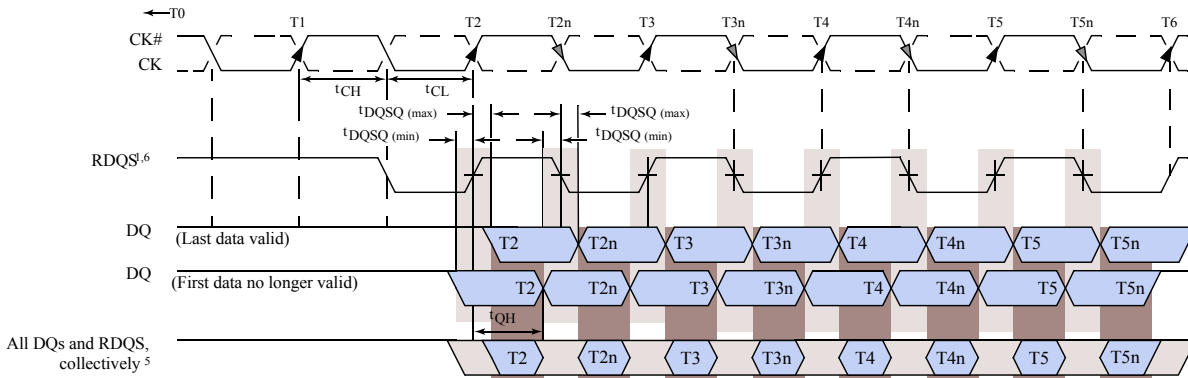 T0 T1 T2 T2n T3 T3n T4 T4n T5 T5n T6
CK#
CK
tCH tCL
tDQSQ (max) tDQSQ (max)
tDQSQ (min) tDQSQ (min)
RDQS1,6
DQ
(Last data valid)
T2 T2n T3 T3n T4 T4n T5 T5n
DQ
(First data no longer valid)
T2 T2n T3 T3n T4 T4n T5 T5n
tQH
All DQs and RDQS,
collectively 5
T2 T2n T3 T3n T4 T4n T5 T5n